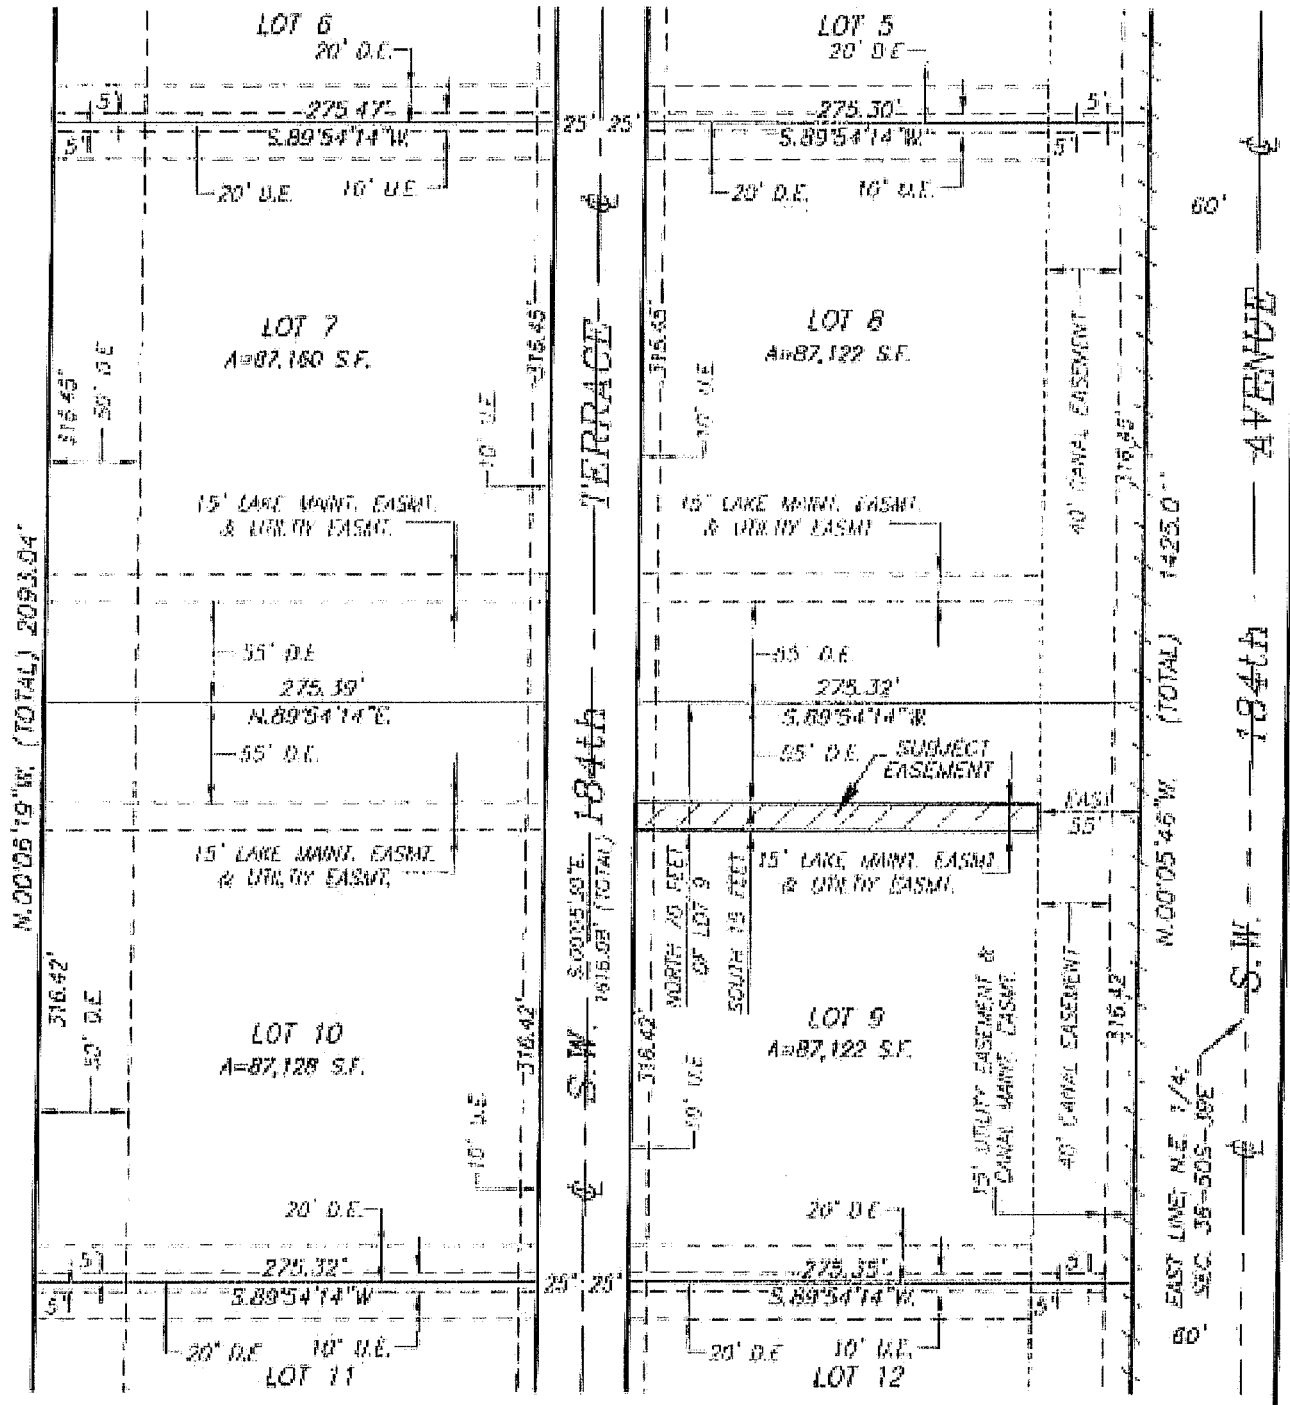 LOT 6
20' D.E.
5'
275.47'
5'
S.89°54'14"W.
20' D.E.
10' U.E.
LOT 5
20' D.E.
5'
275.30'
S.89°54'14"W.
5'
20' D.E.
10' U.E.
25' 25'
℄
℄
60'
LOT 7
A=87,160 S.F.
316.45'
50' D.E.
316.45'
10' U.E.
15' LAKE MAINT. EASMT.
& UTILITY EASMT.
LOT 8
A=87,122 S.F.
316.45'
10' U.E.
40' CANAL EASEMENT
316.45'
15' LAKE MAINT. EASMT.
& UTILITY EASMT.
N.00°05'19"W. (TOTAL) 2093.04'
55' D.E.
275.39'
N.89°54'14"E.
55' D.E.
55' D.E.
275.32'
S.89°54'14"W.
55' D.E.
SUBJECT
EASEMENT
EAST
55'
S.W. 184th TERRACE
1616.08' (TOTAL)
N.00°05'46"W. (TOTAL)
S.W. 184th AVENUE
15' LAKE MAINT. EASMT.
& UTILITY EASMT.
15' LAKE MAINT. EASMT.
& UTILITY EASMT.
NORTH 70 FEET
OF LOT 9
SOUTH 15 FEET
316.42'
50' D.E.
LOT 10
A=87,128 S.F.
316.42'
10' U.E.
316.42'
10' U.E.
LOT 9
A=87,122 S.F.
15' UTILITY EASEMENT &
CANAL MAINT. EASMT.
40' CANAL EASEMENT
316.42'
EAST LINE, N.E. 1/4,
60'
℄
℄
20' D.E.
5'
275.32'
5'
S.89°54'14"W.
20' D.E.
10' U.E.
LOT 11
25' 25'
20' D.E.
5'
275.35'
S.89°54'14"W.
5'
20' D.E.
10' U.E.
LOT 12